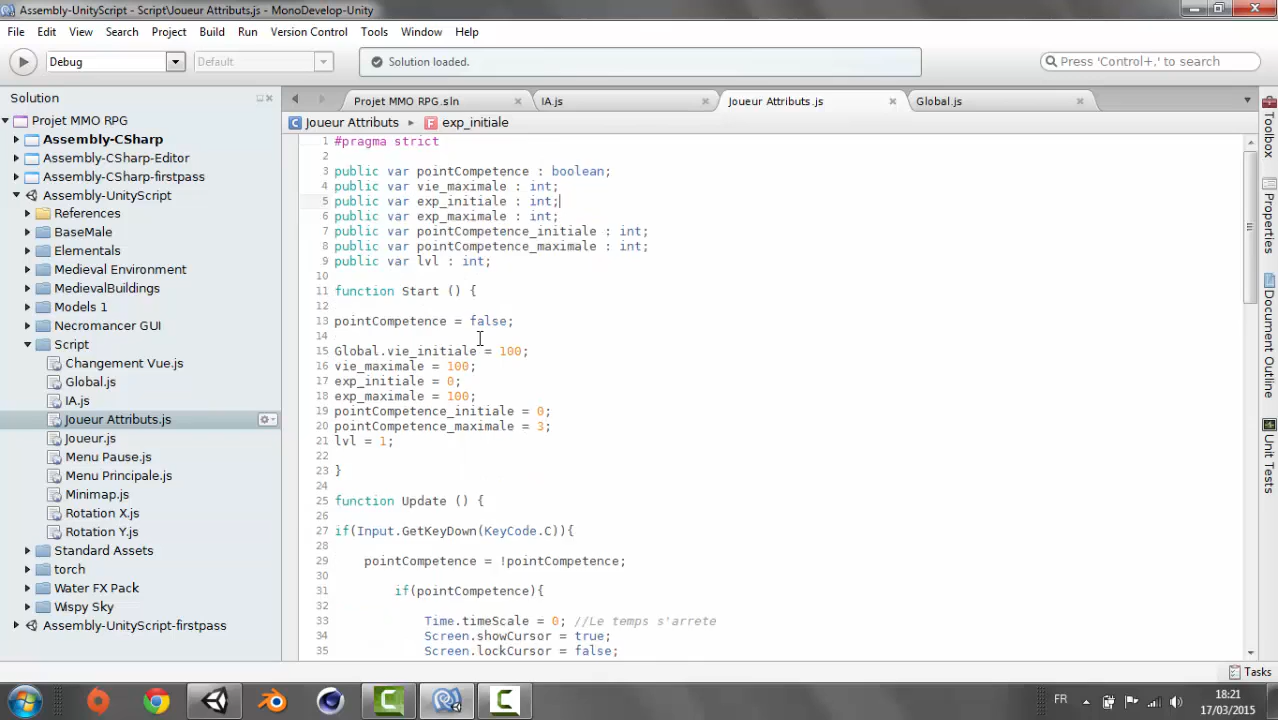 Assembly-UnityScript - Script\Joueur Attributs.js - MonoDevelop-Unity
File Edit View Search Project Build Run Version Control Tools Window Help
Debug
Default
Solution loaded.
Press 'Control+.' to search
Solution
Projet MMO RPG
Assembly-CSharp
Assembly-CSharp-Editor
Assembly-CSharp-firstpass
Assembly-UnityScript
References
BaseMale
Elementals
Medieval Environment
MedievalBuildings
Models 1
Necromancer GUI
Script
Changement Vue.js
Global.js
IA.js
Joueur Attributs.js
Joueur.js
Menu Pause.js
Menu Principale.js
Minimap.js
Rotation X.js
Rotation Y.js
Standard Assets
torch
Water FX Pack
Wispy Sky
Assembly-UnityScript-firstpass
Projet MMO RPG.sln
IA.js
Joueur Attributs.js
Global.js
Joueur Attributs
exp_initiale
1 #pragma strict
2
3 public var pointCompetence : boolean;
4 public var vie_maximale : int;
5 public var exp_initiale : int;
6 public var exp_maximale : int;
7 public var pointCompetence_initiale : int;
8 public var pointCompetence_maximale : int;
9 public var lvl : int;
10
11 function Start () {
12
13 pointCompetence = false;
14
15 Global.vie_initiale = 100;
16 vie_maximale = 100;
17 exp_initiale = 0;
18 exp_maximale = 100;
19 pointCompetence_initiale = 0;
20 pointCompetence_maximale = 3;
21 lvl = 1;
22
23 }
24
25 function Update () {
26
27 if(Input.GetKeyDown(KeyCode.C)){
28
29 pointCompetence = !pointCompetence;
30
31 if(pointCompetence){
32
33 Time.timeScale = 0; //Le temps s'arrete
34 Screen.showCursor = true;
35 Screen.lockCursor = false;
Toolbox
Properties
Document Outline
Unit Tests
Tasks
FR
18:21
17/03/2015